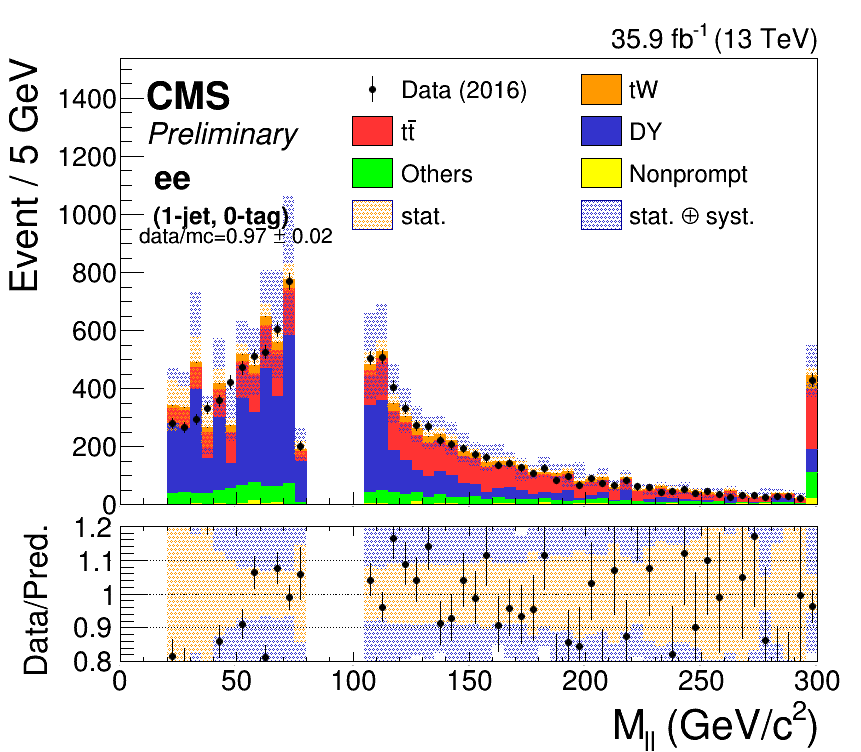 35.9 fb⁻¹ (13 TeV)
Event / 5 GeV
1400
1200
1000
800
600
400
200
0
CMS
Preliminary
ee
(1-jet, 0-tag)
data/mc=0.97 ± 0.02
Data (2016)
tW
tt̄
DY
Others
Nonprompt
stat.
stat. ⊕ syst.
Data/Pred.
1.2
1.1
1
0.9
0.8
0
50
100
150
200
250
300
M_ll (GeV/c²)